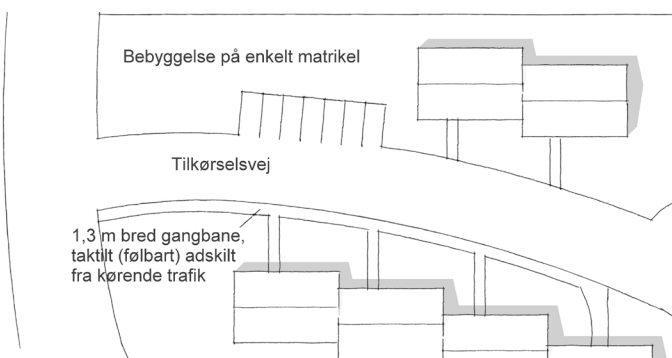 Bebyggelse på enkelt matrikel
Tilkørselsvej
1,3 m bred gangbane,
taktilt (følbart) adskilt
fra kørende trafik